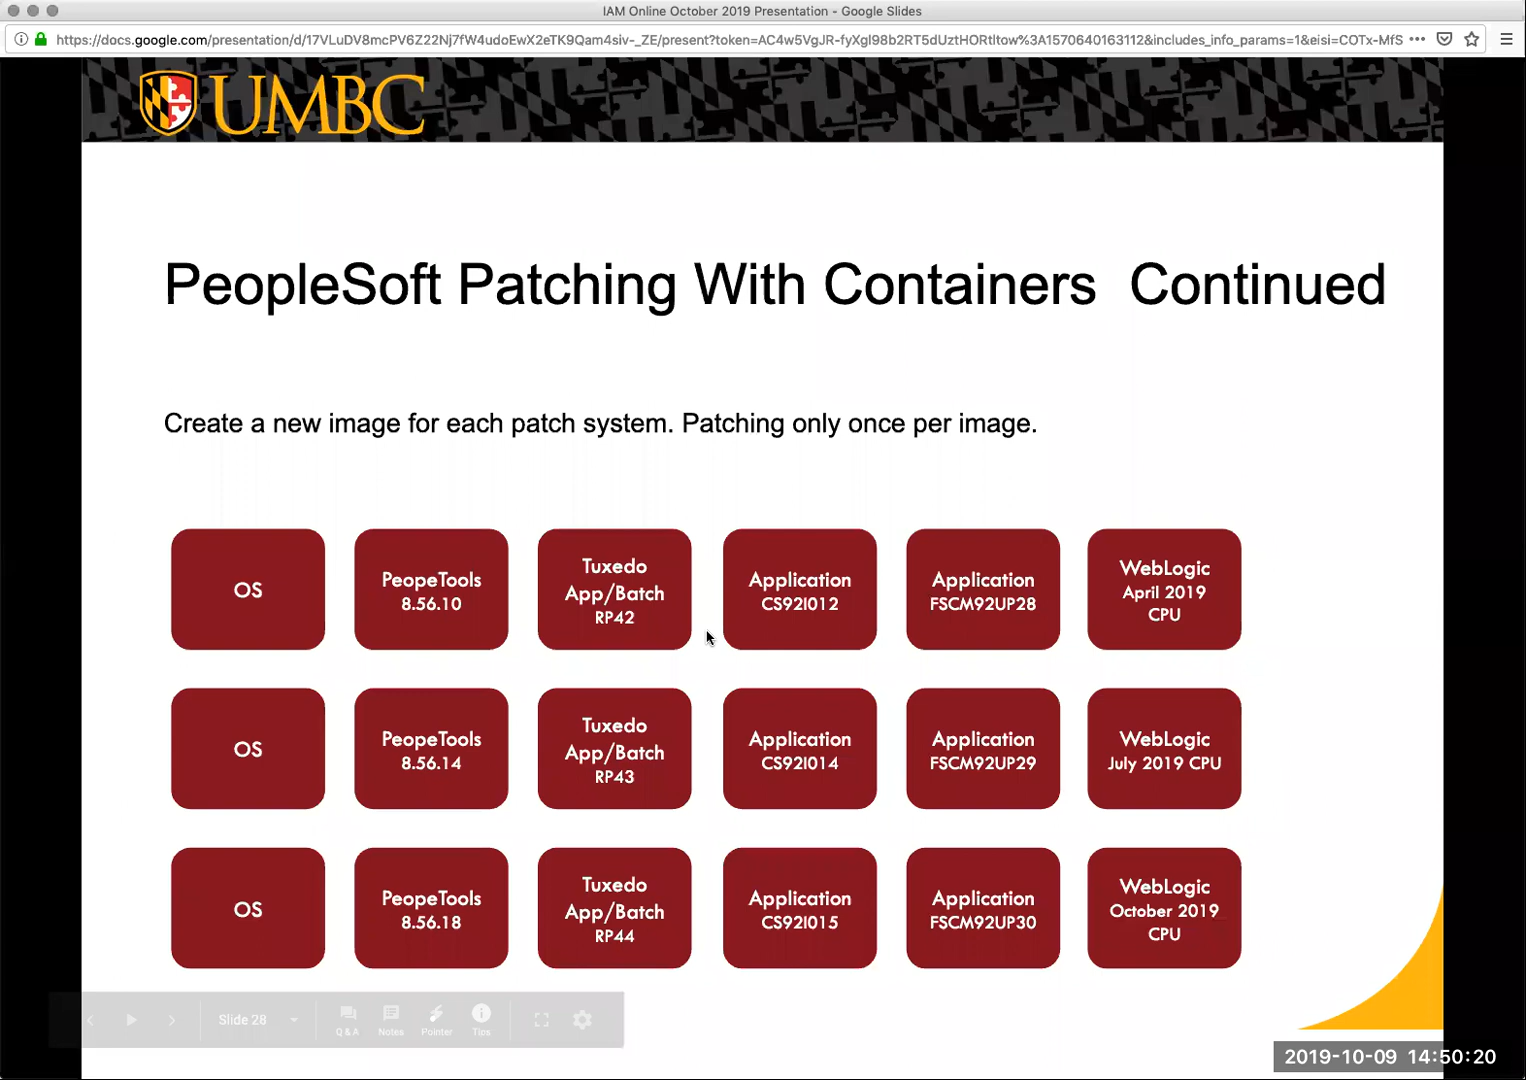 IAM Online October 2019 Presentation - Google Slides
https://docs.google.com/presentation/d/17VLuDV8mcPV6Z22Nj7fW4udoEwX2eTK9Qam4siv-_ZE/present?token=AC4w5VgJR-fyXgl98b2RT5dUztHORtltow%3A1570640163112&includes_info_params=1&eisi=COTx-MfS
UMBC
PeopleSoft Patching With Containers  Continued
Create a new image for each patch system. Patching only once per image.
OS
PeopeTools
8.56.10
Tuxedo
App/Batch
RP42
Application
CS92I012
Application
FSCM92UP28
WebLogic
April 2019
CPU
OS
PeopeTools
8.56.14
Tuxedo
App/Batch
RP43
Application
CS92I014
Application
FSCM92UP29
WebLogic
July 2019 CPU
OS
PeopeTools
8.56.18
Tuxedo
App/Batch
RP44
Application
CS92I015
Application
FSCM92UP30
WebLogic
October 2019
CPU
Slide 28
Q & A
Notes
Pointer
Tips
2019-10-09 14:50:20